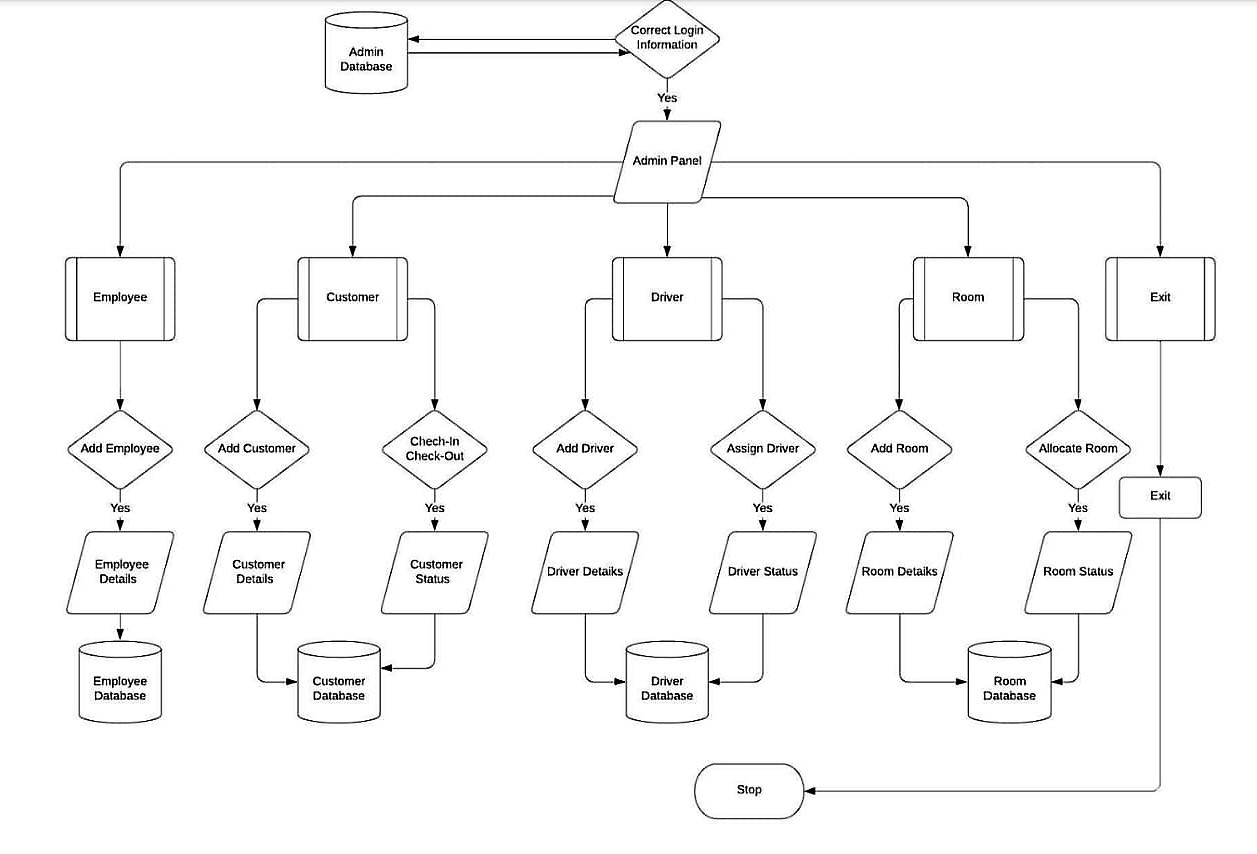 Correct Login
Information
Admin
Database
Yes
Admin Panel
Employee
Customer
Driver
Room
Exit
Add Employee
Add Customer
Chech-In
Check-Out
Add Driver
Assign Driver
Add Room
Allocate Room
Exit
Yes
Yes
Yes
Yes
Yes
Yes
Yes
Employee
Details
Customer
Details
Customer
Status
Driver Detaiks
Driver Status
Room Detaiks
Room Status
Employee
Database
Customer
Database
Driver
Database
Room
Database
Stop